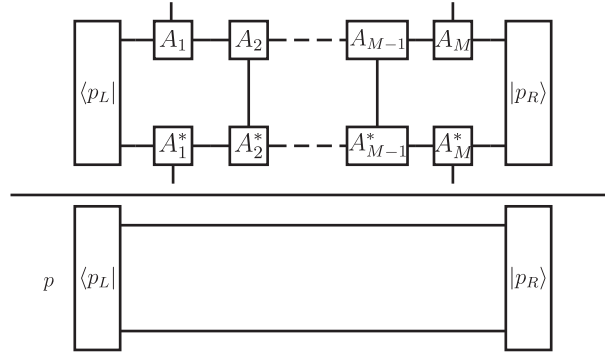 ⟨p_L| A_1 A_2 A_{M−1} A_M |p_R⟩
A_1^* A_2^* A_{M−1}^* A_M^*
p ⟨p_L| |p_R⟩